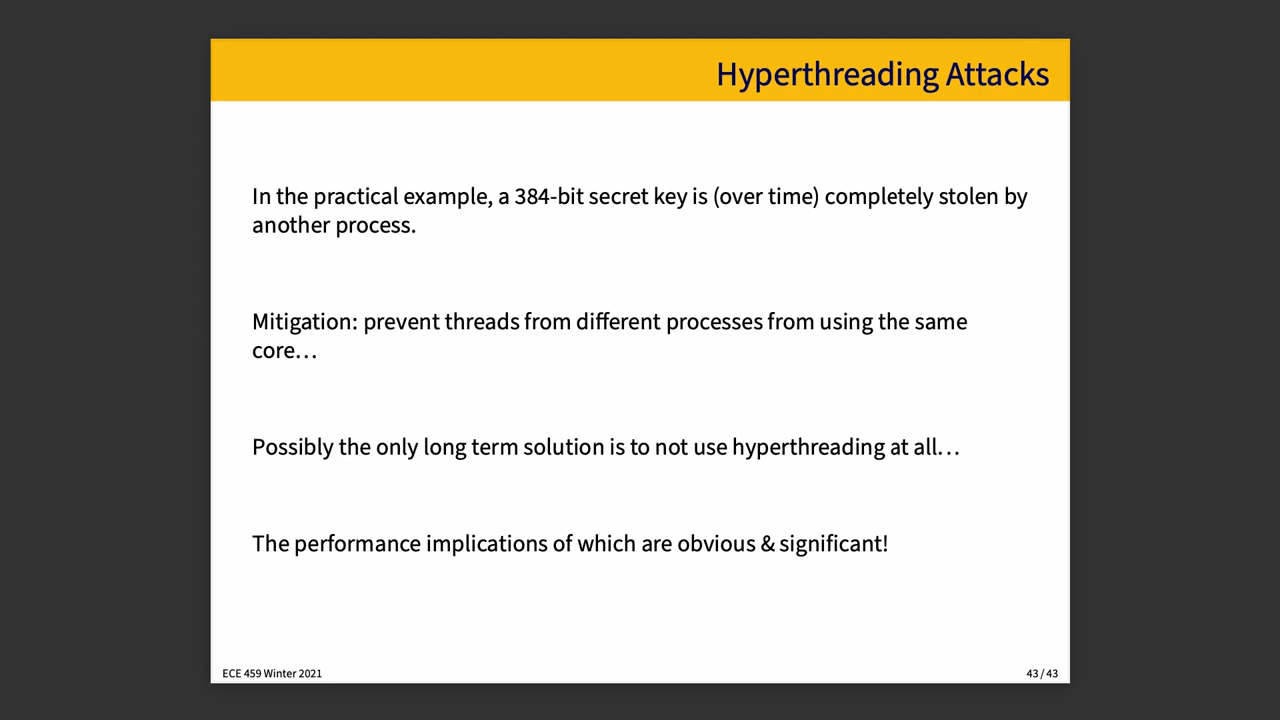 Hyperthreading Attacks
In the practical example, a 384-bit secret key is (over time) completely stolen by
another process.
Mitigation: prevent threads from different processes from using the same
core…
Possibly the only long term solution is to not use hyperthreading at all…
The performance implications of which are obvious & significant!
ECE 459 Winter 2021
43 / 43